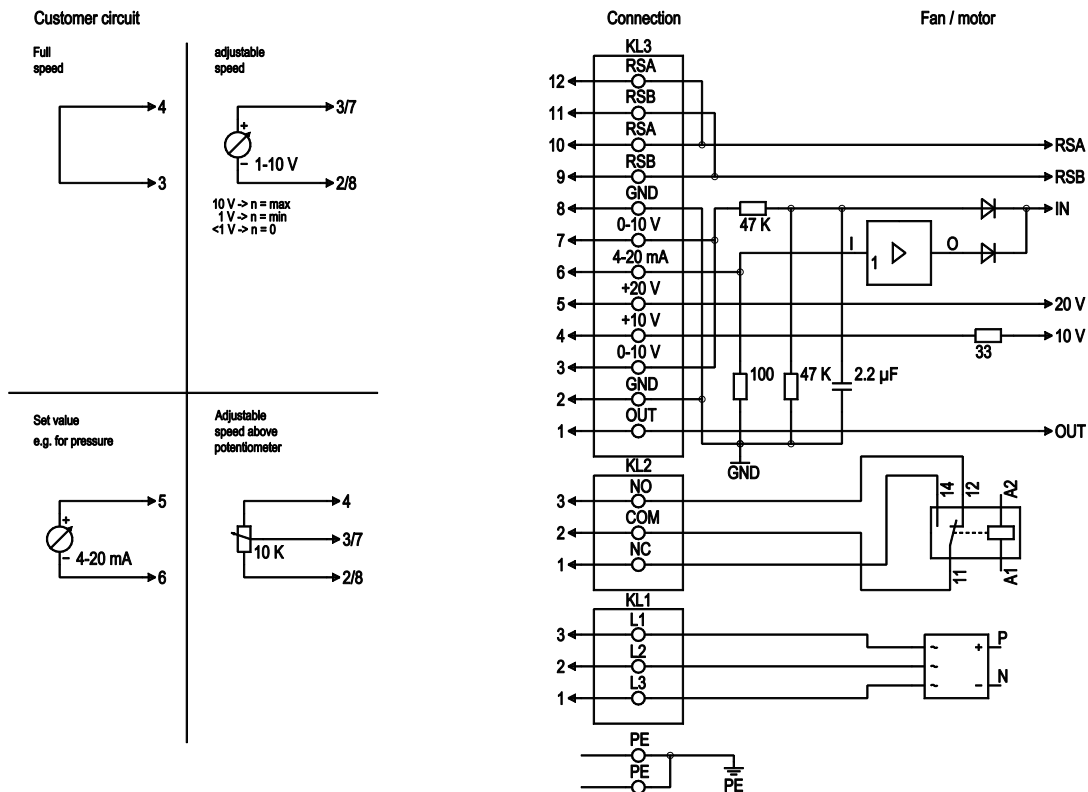 Customer circuit
Connection
Fan / motor
Full
speed
4
3
adjustable
speed
3/7
+
− 1-10 V
2/8
10 V -> n = max
1 V -> n = min
<1 V -> n = 0
Set value
e.g. for pressure
5
+
− 4-20 mA
6
Adjustable
speed above
potentiometer
4
3/7
10 K
2/8
KL3
12 RSA
11 RSB
10 RSA RSA
9 RSB RSB
8 GND IN
47 K
7 0-10 V
I 1 O
6 4-20 mA
5 +20 V 20 V
4 +10 V 10 V
33
3 0-10 V
100 47 K 2.2 µF
2 GND
1 OUT OUT
GND
KL2
3 NO
2 COM
1 NC
14 12 A2
11 A1
KL1
3 L1
2 L2
1 L3
~ + P
~
~ − N
PE
PE
PE